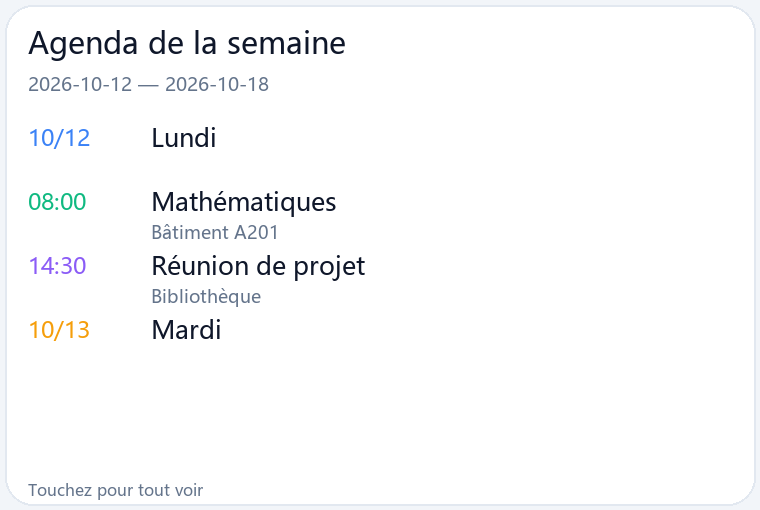 Agenda de la semaine
2026-10-12 — 2026-10-18
10/12 Lundi
08:00 Mathématiques
Bâtiment A201
14:30 Réunion de projet
Bibliothèque
10/13 Mardi
Touchez pour tout voir